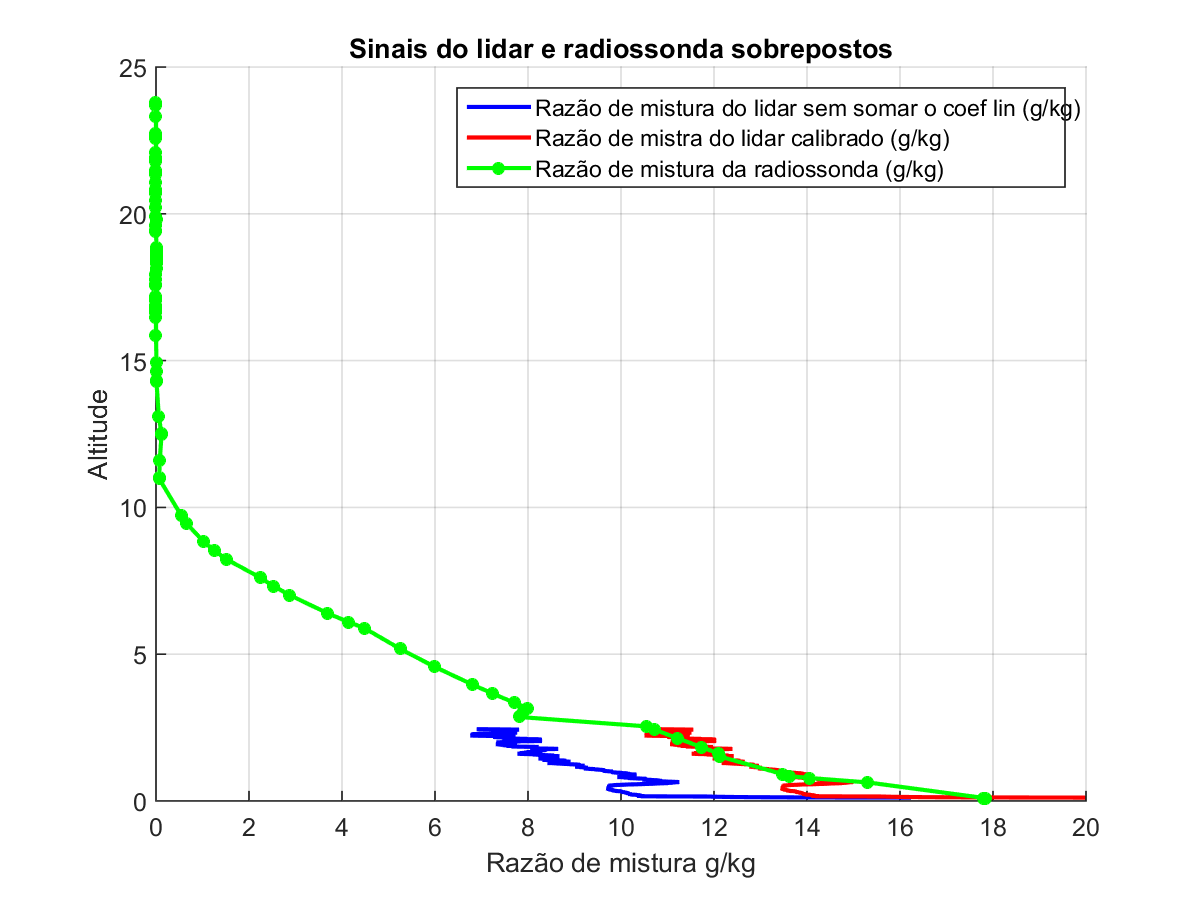 Sinais do lidar e radiossonda sobrepostos
25
20
15
10
5
0
Altitude
Razão de mistura do lidar sem somar o coef lin (g/kg)
Razão de mistra do lidar calibrado (g/kg)
Razão de mistura da radiossonda (g/kg)
0 2 4 6 8 10 12 14 16 18 20
Razão de mistura g/kg